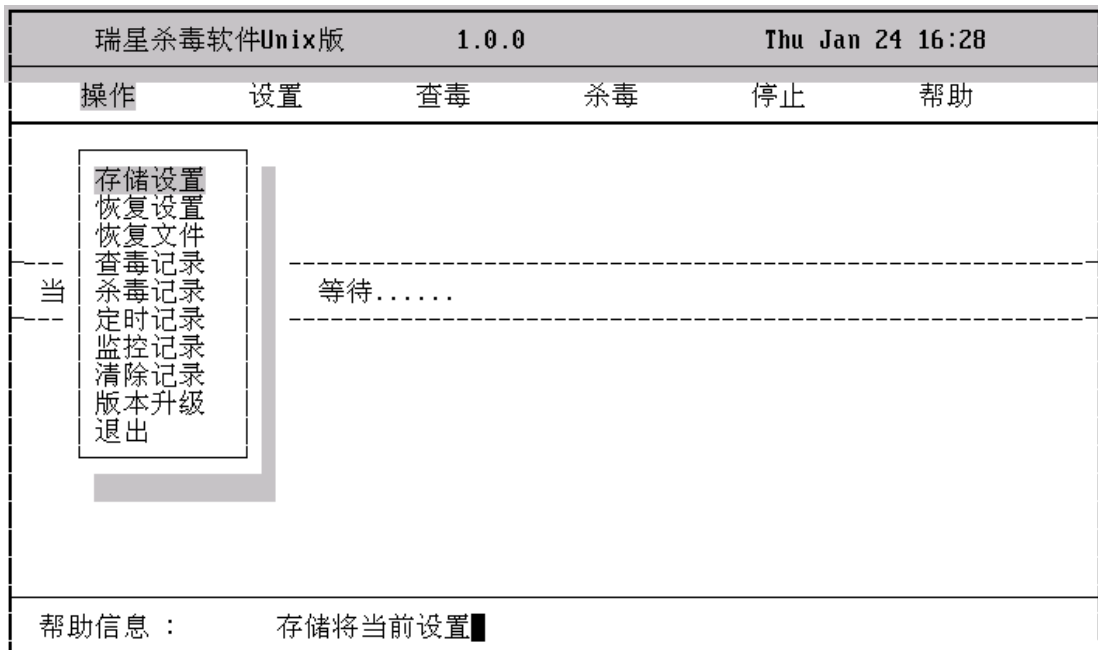 瑞星杀毒软件Unix版 1.0.0 Thu Jan 24 16:28
操作 设置 查毒 杀毒 停止 帮助
存储设置
恢复设置
恢复文件
查毒记录
当 杀毒记录 等待......
定时记录
监控记录
清除记录
版本升级
退出
帮助信息 : 存储将当前设置